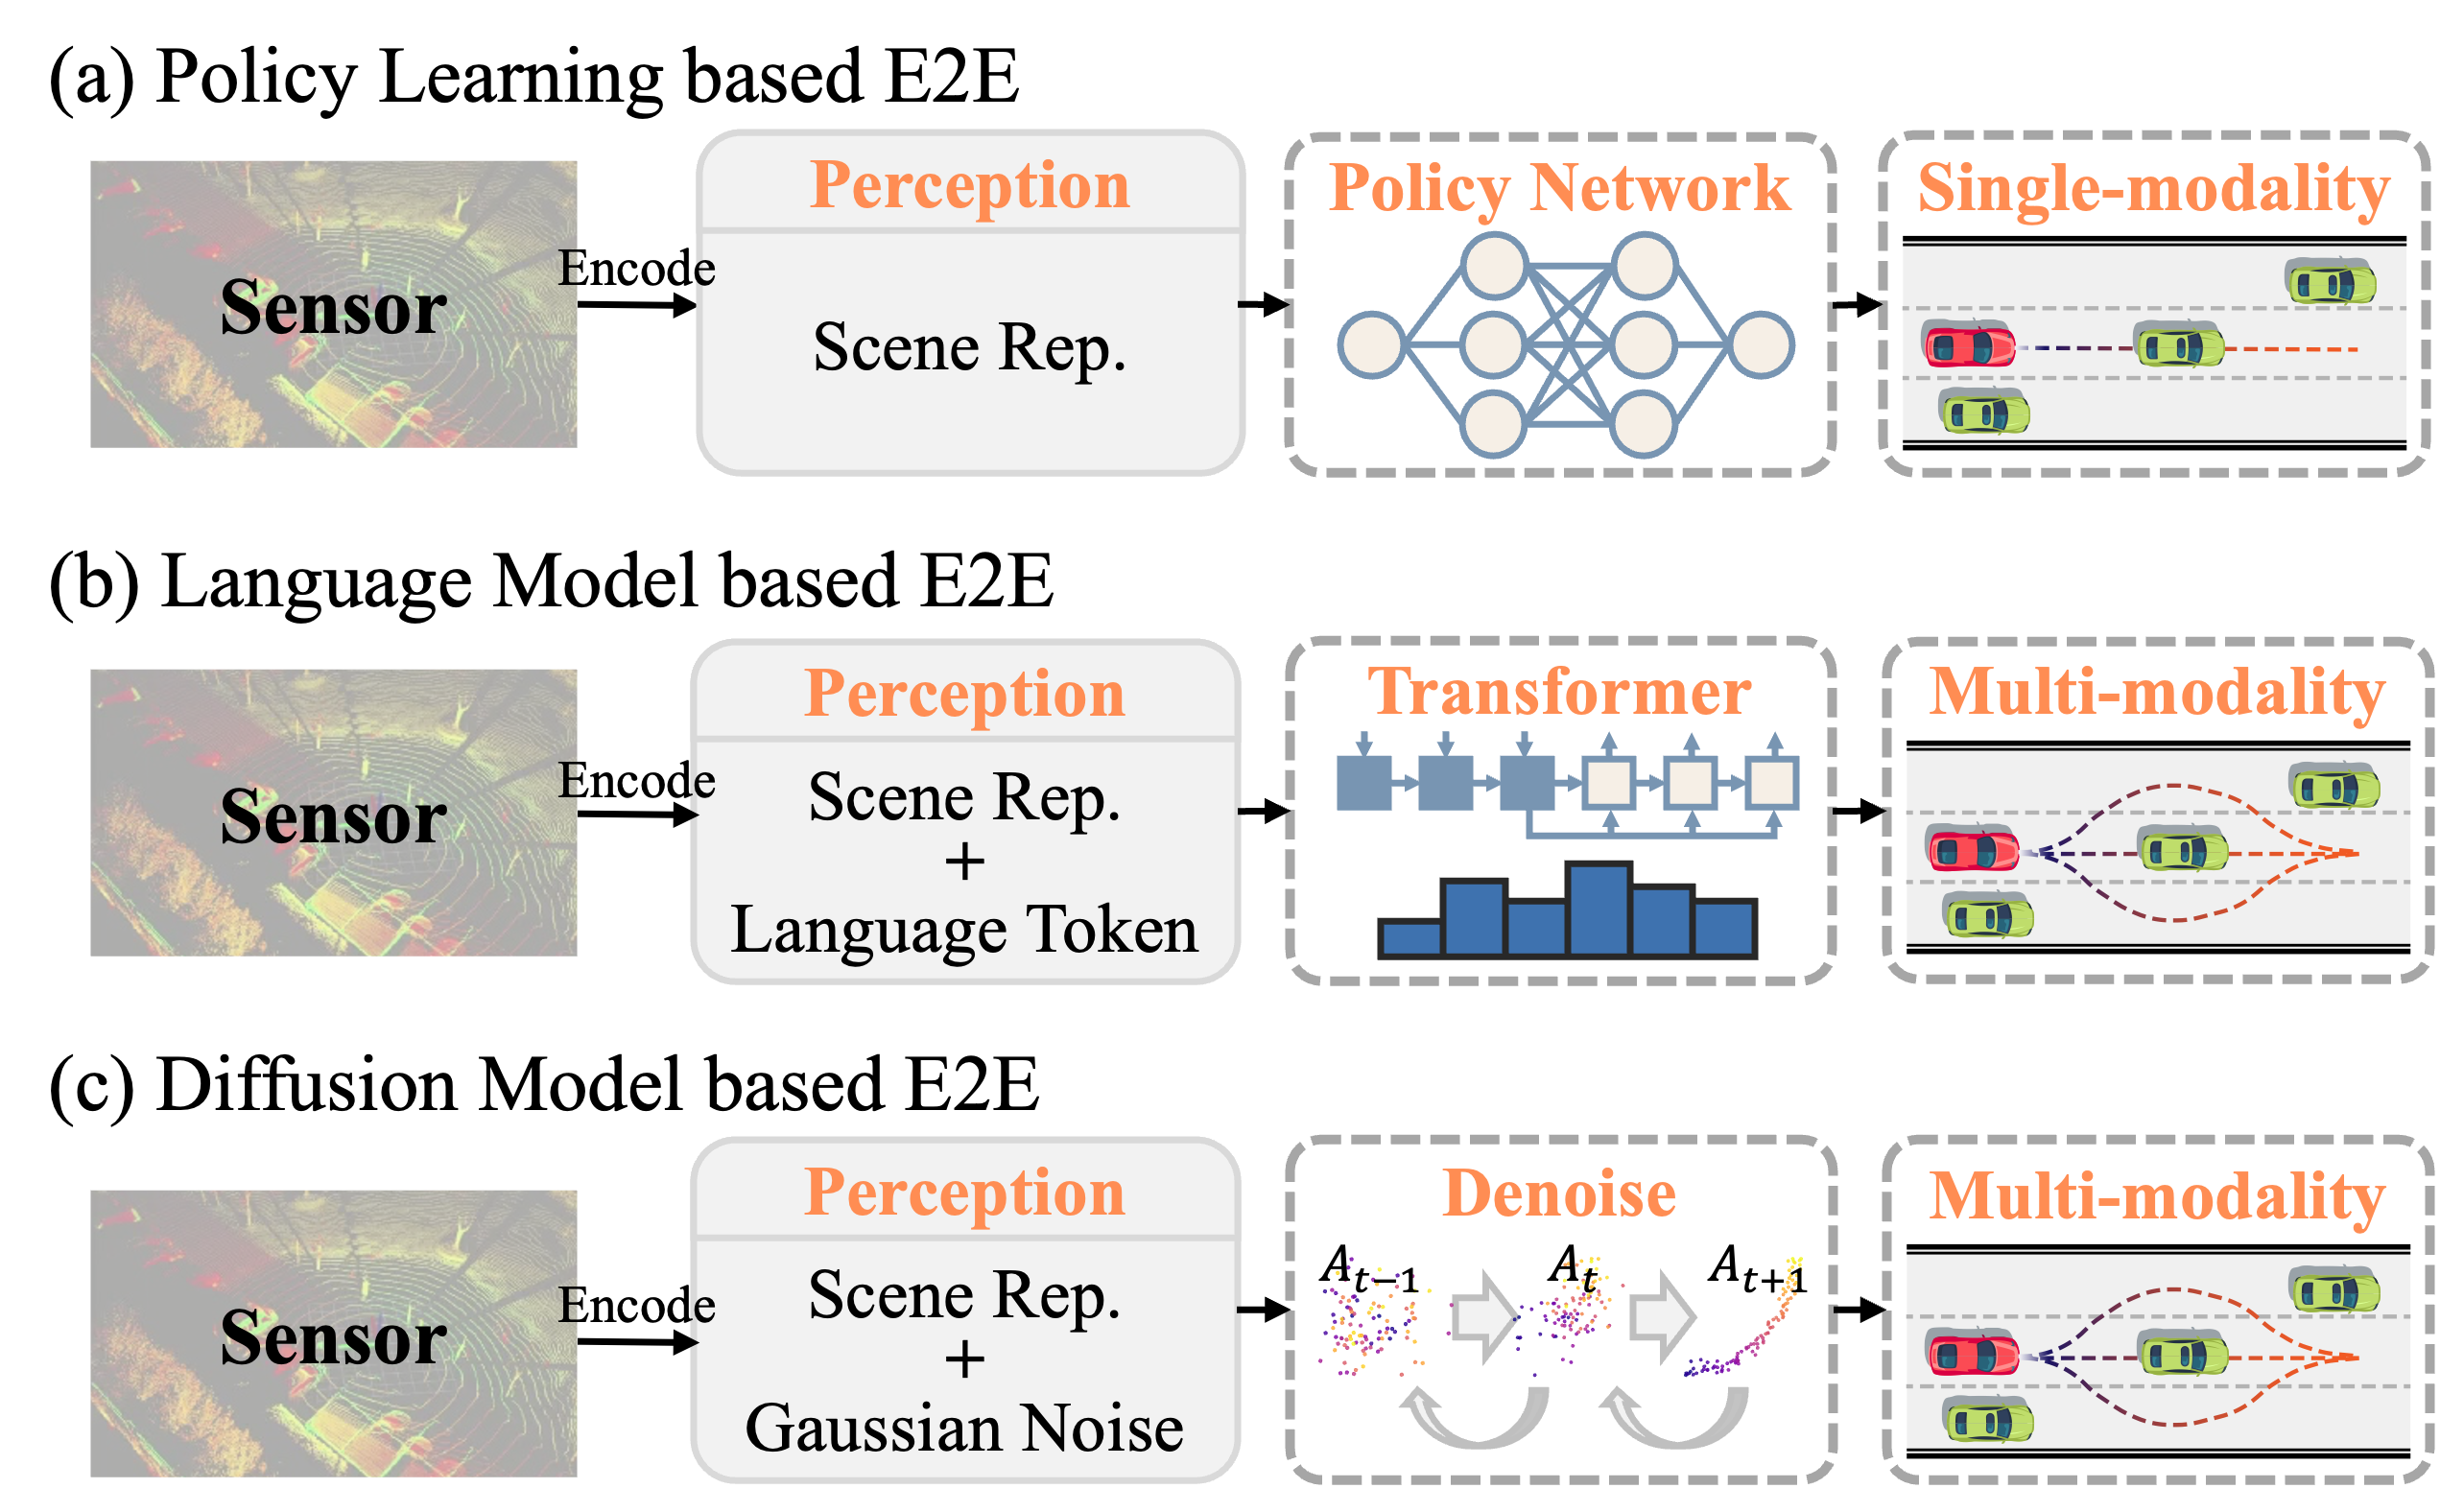 (a) Policy Learning based E2E
Sensor
Encode
Perception
Scene Rep.
Policy Network
Single-modality
(b) Language Model based E2E
Sensor
Encode
Perception
Scene Rep.
+
Language Token
Transformer
Multi-modality
(c) Diffusion Model based E2E
Sensor
Encode
Perception
Scene Rep.
+
Gaussian Noise
Denoise
A_{t-1}
A_t
A_{t+1}
Multi-modality